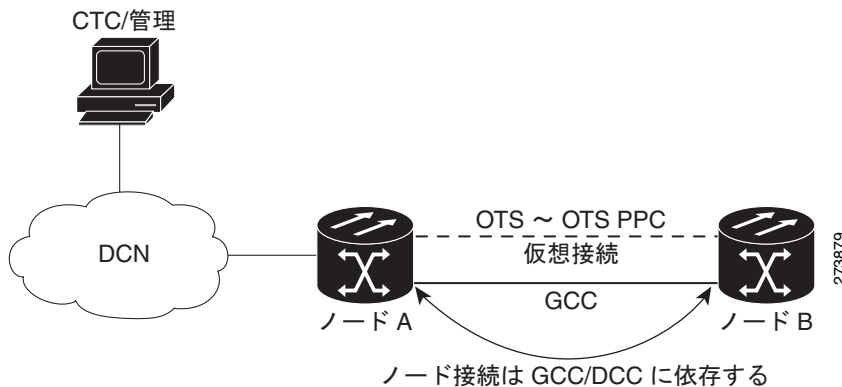 CTC/管理
DCN
OTS ～ OTS PPC
仮想接続
GCC
ノード A
ノード B
ノード接続は GCC/DCC に依存する
273879